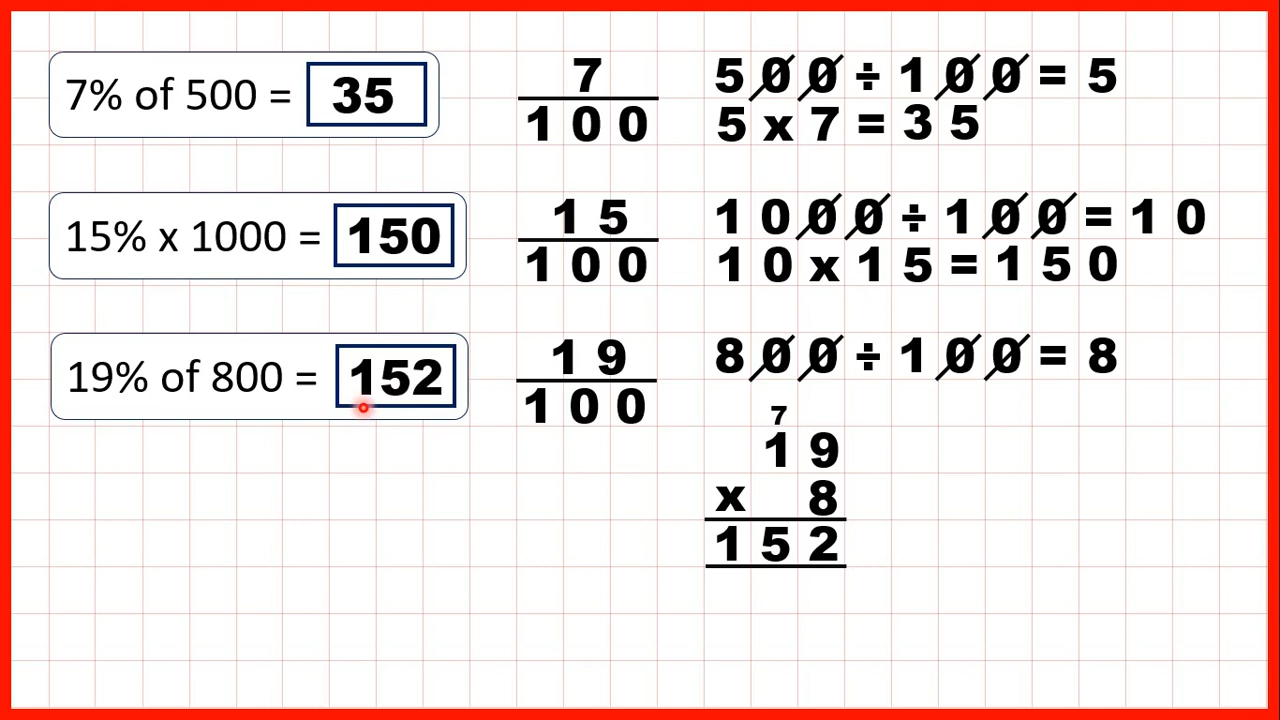 7% of 500 = 35
7
100
500 ÷ 100 = 5
5 x 7 = 35
15% x 1000 = 150
15
100
1000 ÷ 100 = 10
10 x 15 = 150
19% of 800 = 152
19
100
800 ÷ 100 = 8
7
19
x 8
152